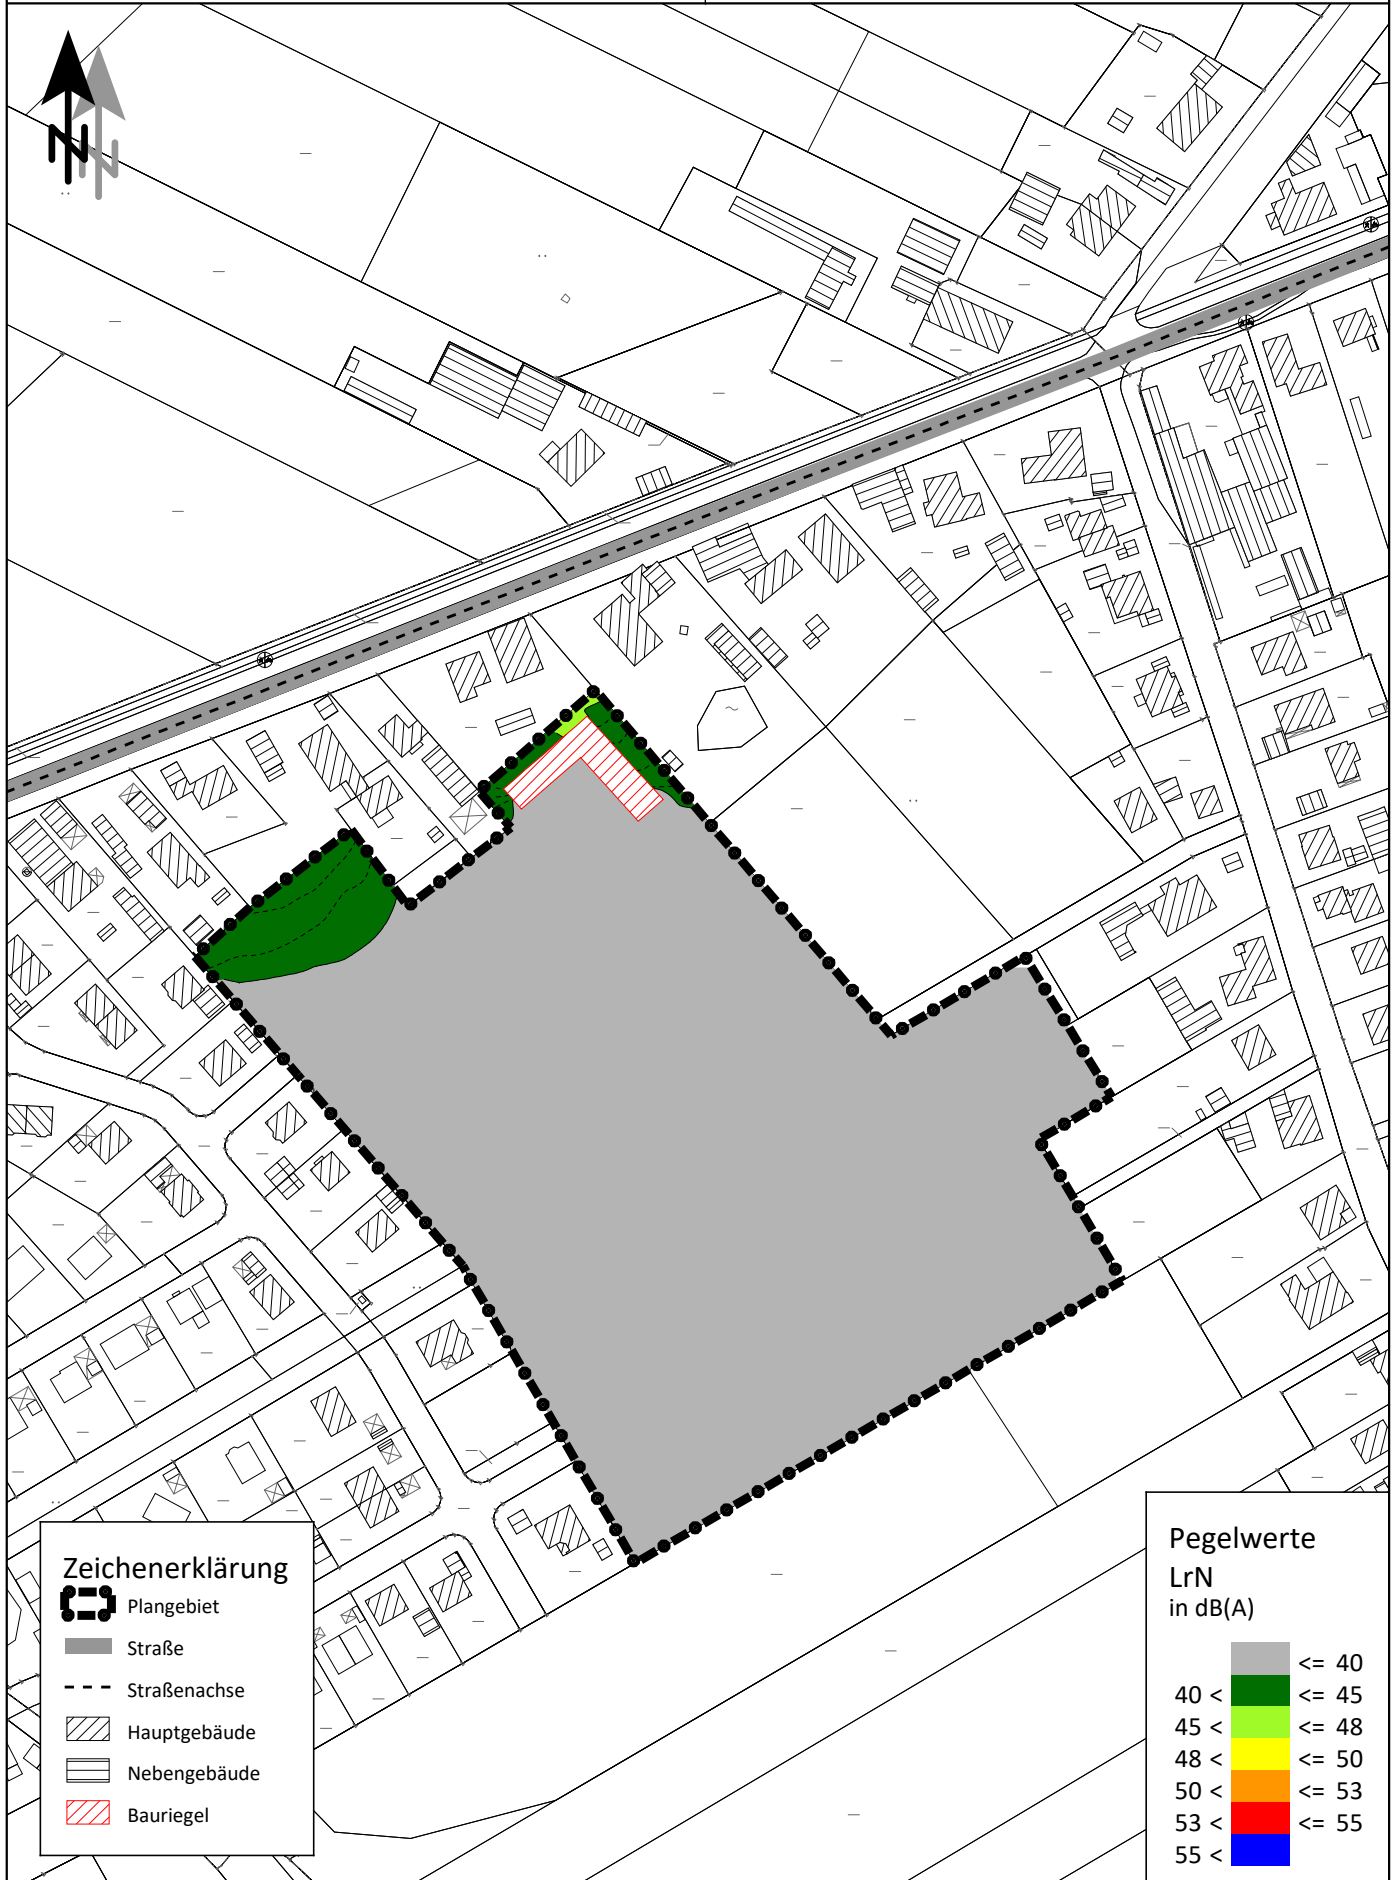 N
Zeichenerklärung
Plangebiet
Straße
Straßenachse
Hauptgebäude
Nebengebäude
Bauriegel
Pegelwerte
LrN
in dB(A)
<= 40
40 < <= 45
45 < <= 48
48 < <= 50
50 < <= 53
53 < <= 55
55 <